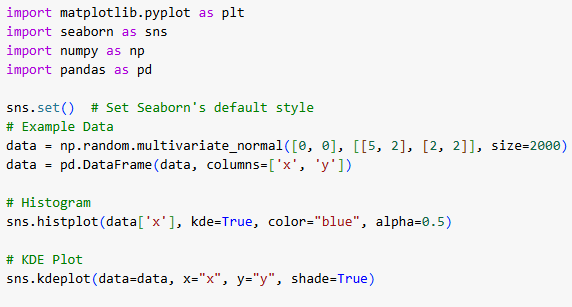 import matplotlib.pyplot as plt
import seaborn as sns
import numpy as np
import pandas as pd
sns.set()  # Set Seaborn's default style
# Example Data
data = np.random.multivariate_normal([0, 0], [[5, 2], [2, 2]], size=2000)
data = pd.DataFrame(data, columns=['x', 'y'])
# Histogram
sns.histplot(data['x'], kde=True, color="blue", alpha=0.5)
# KDE Plot
sns.kdeplot(data=data, x="x", y="y", shade=True)